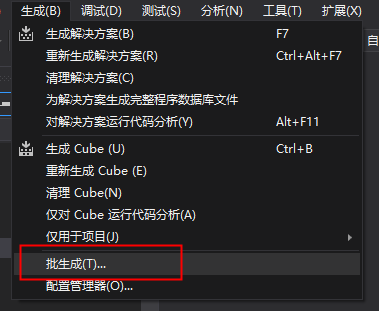 生成(B) 调试(D) 测试(S) 分析(N) 工具(T) 扩展(X)
自
生成解决方案(B) F7
重新生成解决方案(R) Ctrl+Alt+F7
清理解决方案(C)
为解决方案生成完整程序数据库文件
对解决方案运行代码分析(Y) Alt+F11
生成 Cube (U) Ctrl+B
重新生成 Cube (E)
清理 Cube(N)
仅对 Cube 运行代码分析(A)
仅用于项目(J)
批生成(T)...
配置管理器(O)...